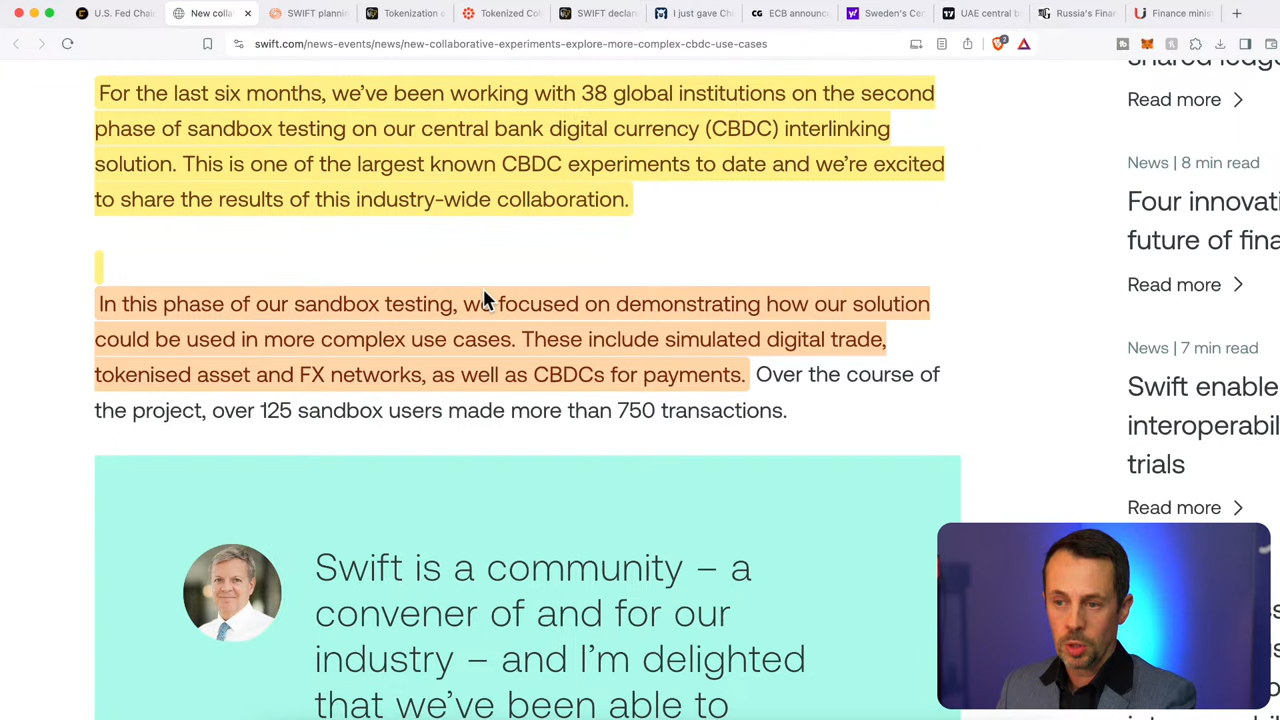 U.S. Fed Chai
New colla
SWIFT plannin
Tokenization o
Tokenized Col
SWIFT declare
I just gave Ch
ECB announc
Sweden's Cen
UAE central b
Russia's Finan
Finance minis
swift.com/news-events/news/new-collaborative-experiments-explore-more-complex-cbdc-use-cases
For the last six months, we've been working with 38 global institutions on the second
phase of sandbox testing on our central bank digital currency (CBDC) interlinking
solution. This is one of the largest known CBDC experiments to date and we're excited
to share the results of this industry-wide collaboration.
In this phase of our sandbox testing, we focused on demonstrating how our solution
could be used in more complex use cases. These include simulated digital trade,
tokenised asset and FX networks, as well as CBDCs for payments. Over the course of
the project, over 125 sandbox users made more than 750 transactions.
Swift is a community – a
convener of and for our
industry – and I'm delighted
that we've been able to
shared ledge
Read more
News | 8 min read
Four innovati
future of fina
Read more
News | 7 min read
Swift enable
interoperabil
trials
Read more